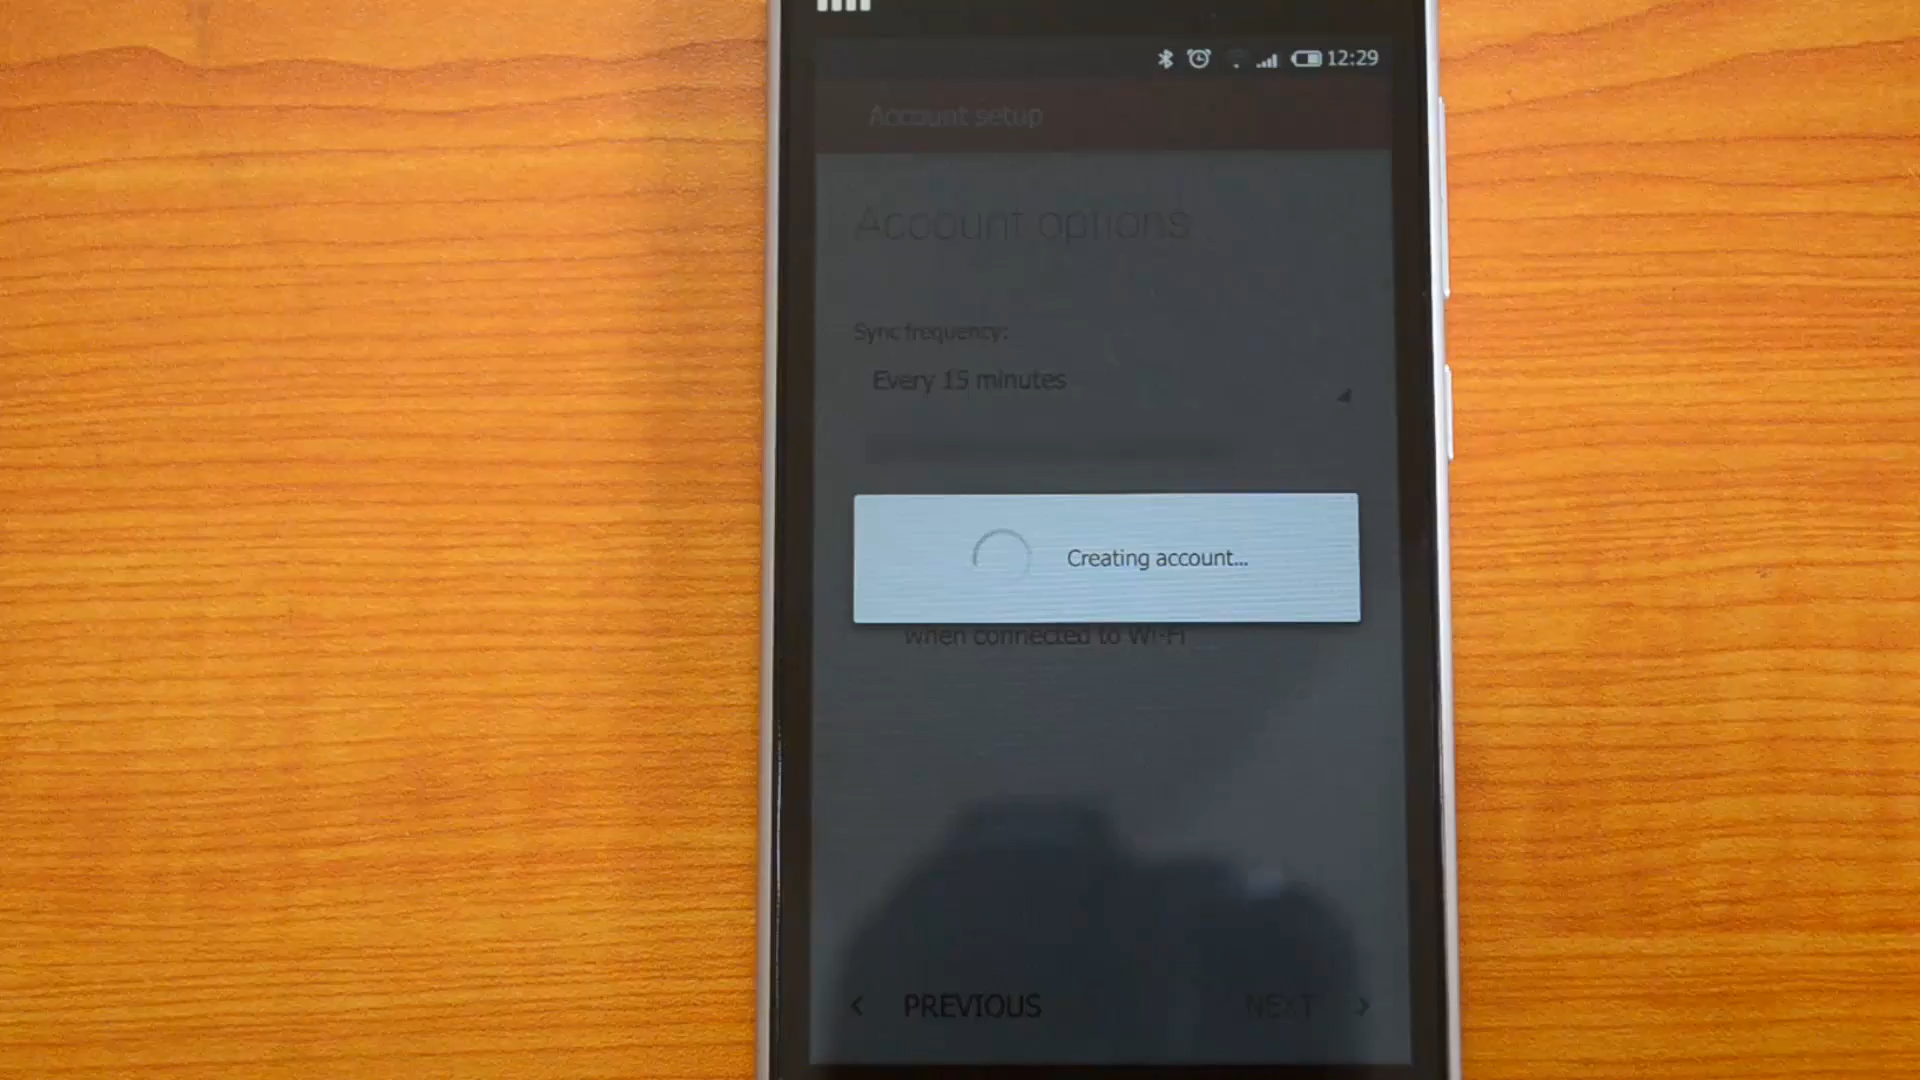 12:29
Account setup
Account options
Sync frequency:
Every 15 minutes
Creating account...
when connected to Wi-Fi
PREVIOUS
NEXT